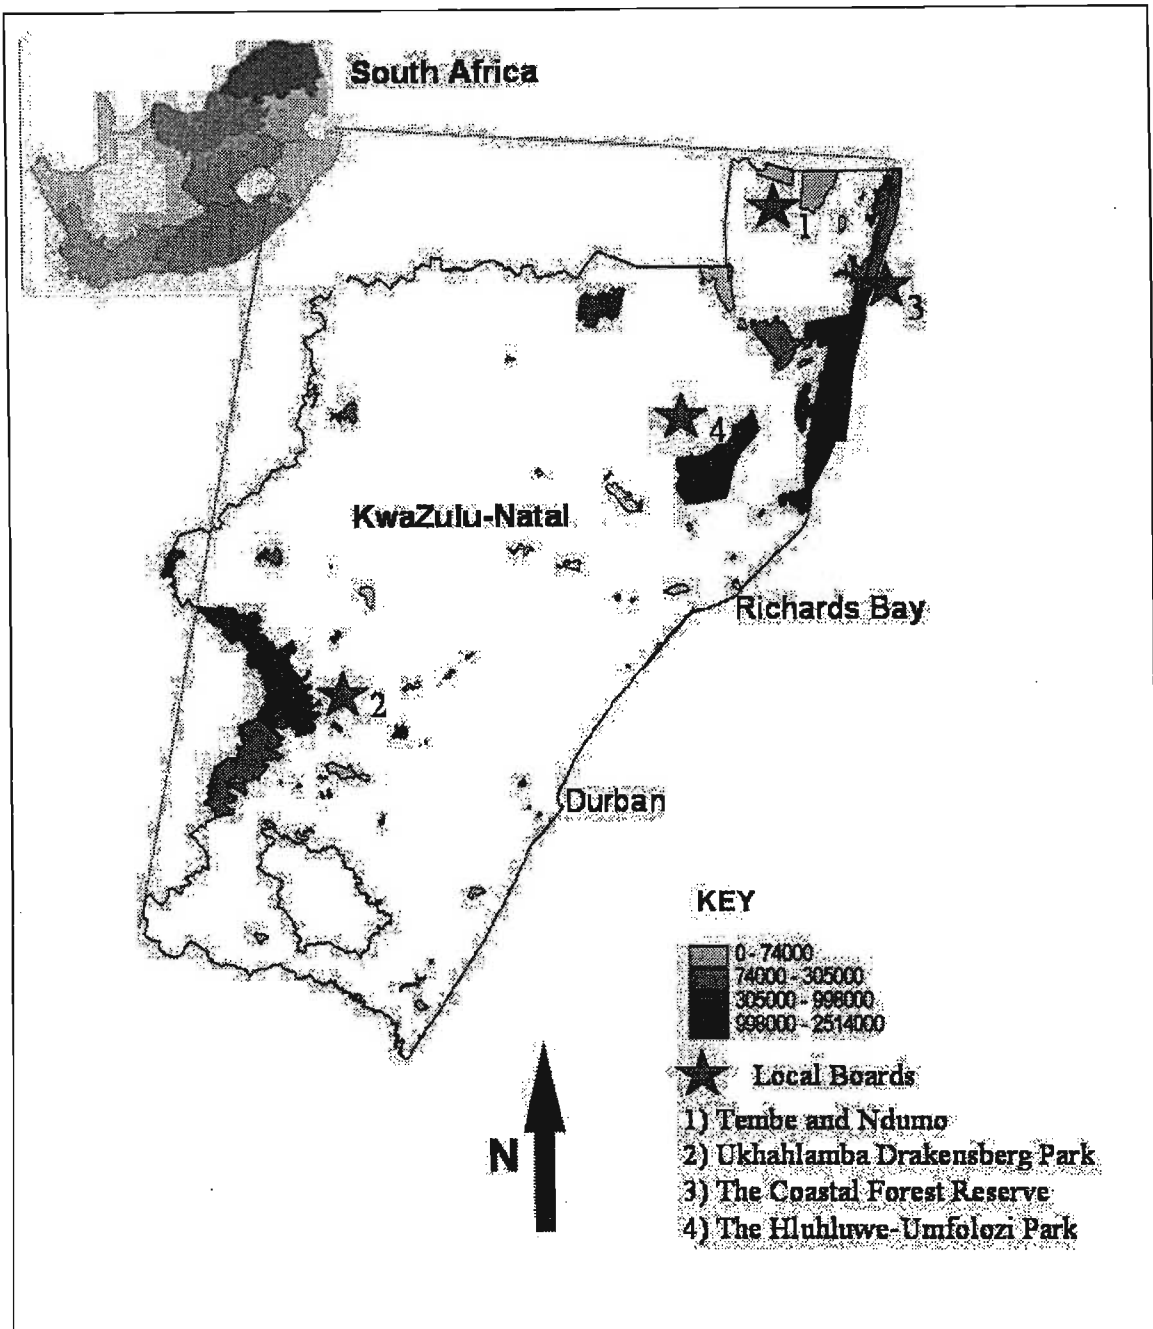 South Africa
1
3
4
KwaZulu-Natal
Richards Bay
2
Durban
KEY
0 - 74000
74000 - 305000
305000 - 998000
998000 - 2514000
Local Boards
1) Tembe and Ndumo
2) Ukhahlamba Drakensberg Park
3) The Coastal Forest Reserve
4) The Hluhluwe-Umfolozi Park
N